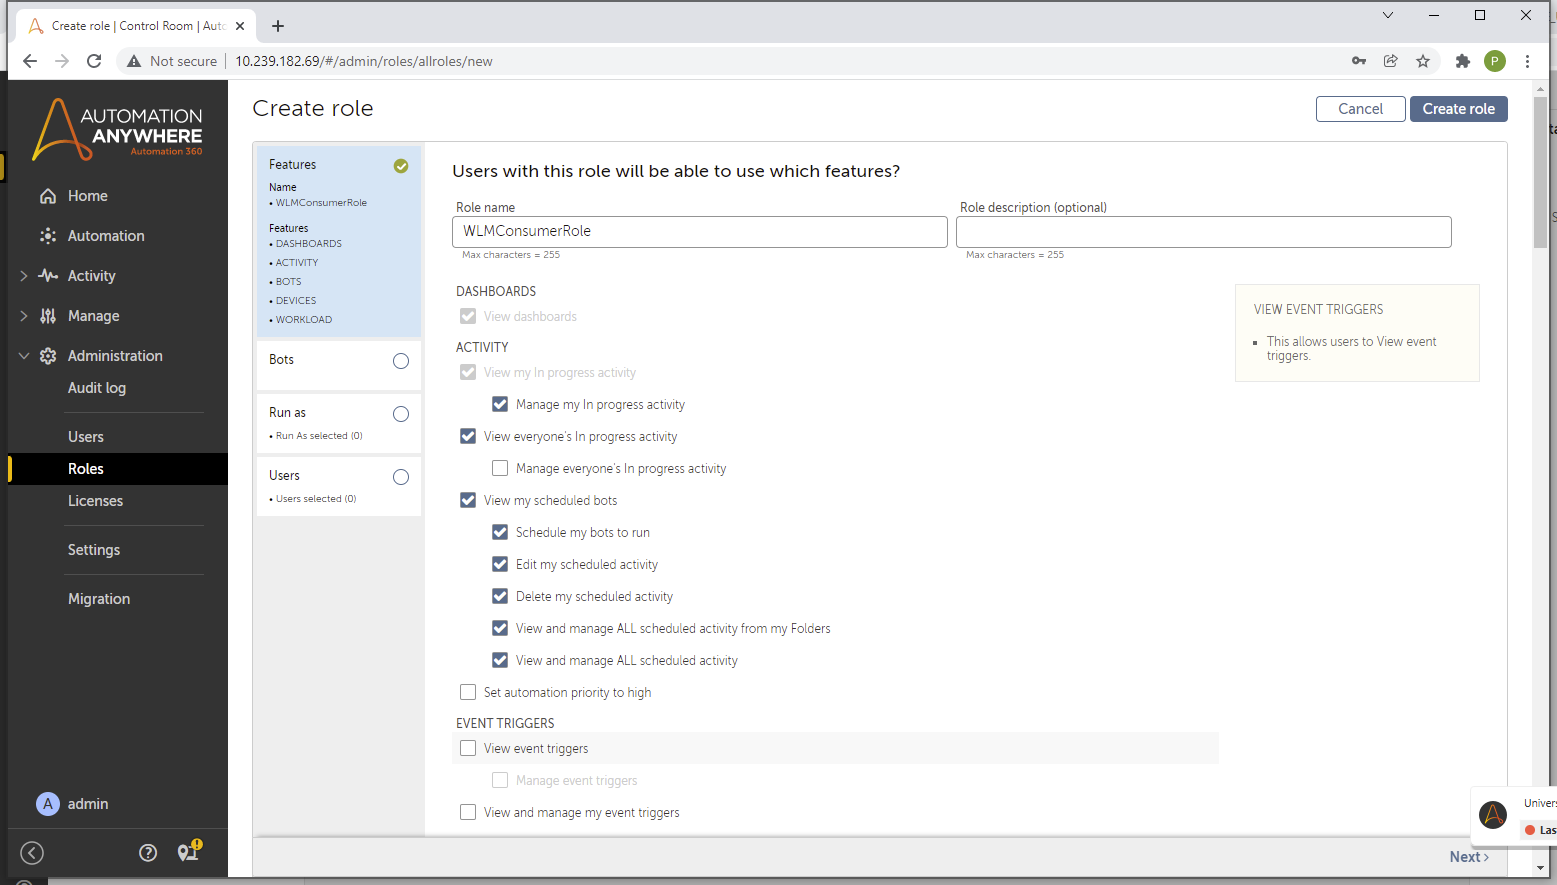 Create role | Control Room | Auto
Not secure
10.239.182.69/#/admin/roles/allroles/new
P
AUTOMATION
ANYWHERE
Automation 360
Home
Automation
Activity
Manage
Administration
Audit log
Users
Roles
Licenses
Settings
Migration
A admin
Create role
Cancel
Create role
Features
Name
• WLMConsumerRole
Features
• DASHBOARDS
• ACTIVITY
• BOTS
• DEVICES
• WORKLOAD
Bots
Run as
• Run As selected (0)
Users
• Users selected (0)
Users with this role will be able to use which features?
Role name
WLMConsumerRole
Max characters = 255
Role description (optional)
Max characters = 255
DASHBOARDS
View dashboards
ACTIVITY
View my In progress activity
Manage my In progress activity
View everyone's In progress activity
Manage everyone's In progress activity
View my scheduled bots
Schedule my bots to run
Edit my scheduled activity
Delete my scheduled activity
View and manage ALL scheduled activity from my Folders
View and manage ALL scheduled activity
Set automation priority to high
EVENT TRIGGERS
View event triggers
Manage event triggers
View and manage my event triggers
VIEW EVENT TRIGGERS
▪ This allows users to View event
triggers.
Univers
Las
Next >